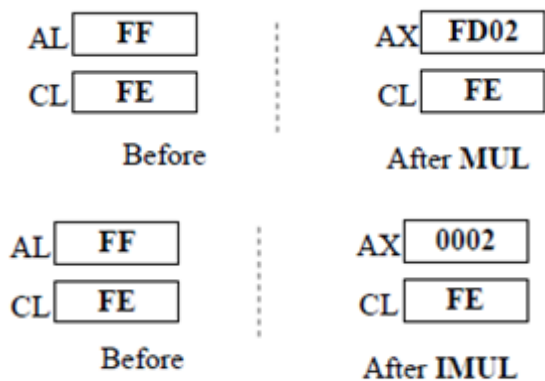 AL FF AX FD02
CL FE CL FE
Before After MUL
AL FF AX 0002
CL FE CL FE
Before After IMUL